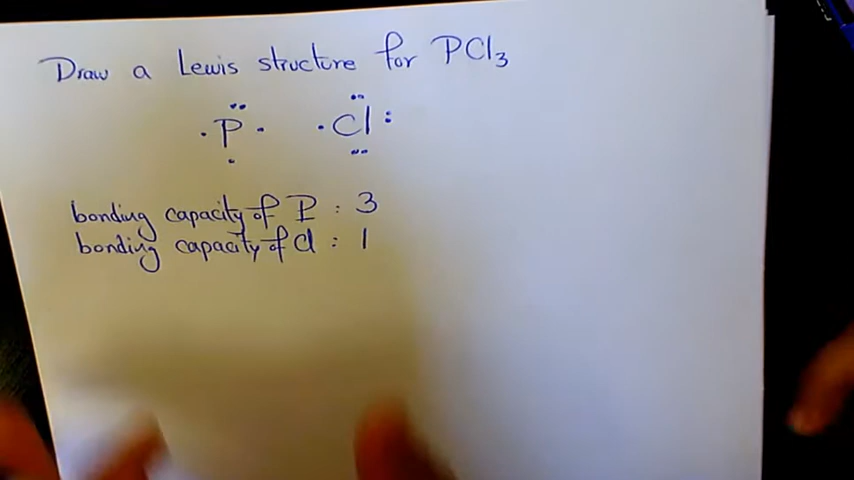 Draw a Lewis structure for PCl₃
P Cl
bonding capacity of P : 3
bonding capacity of Cl : 1